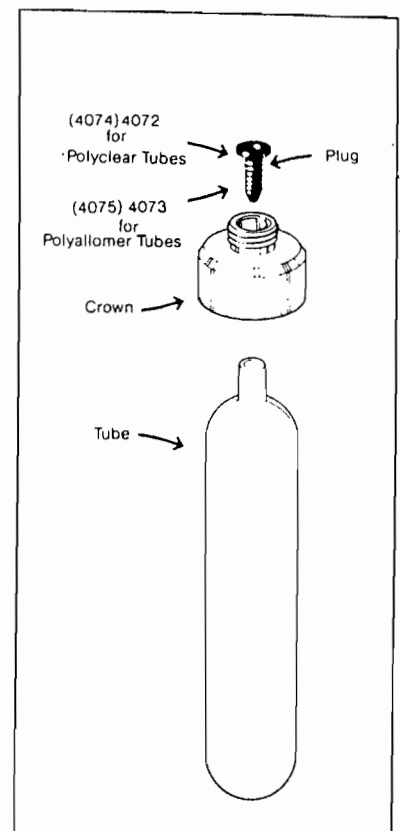 (4074)4072
for
Polyclear Tubes
Plug
(4075) 4073
for
Polyallomer Tubes
Crown
Tube